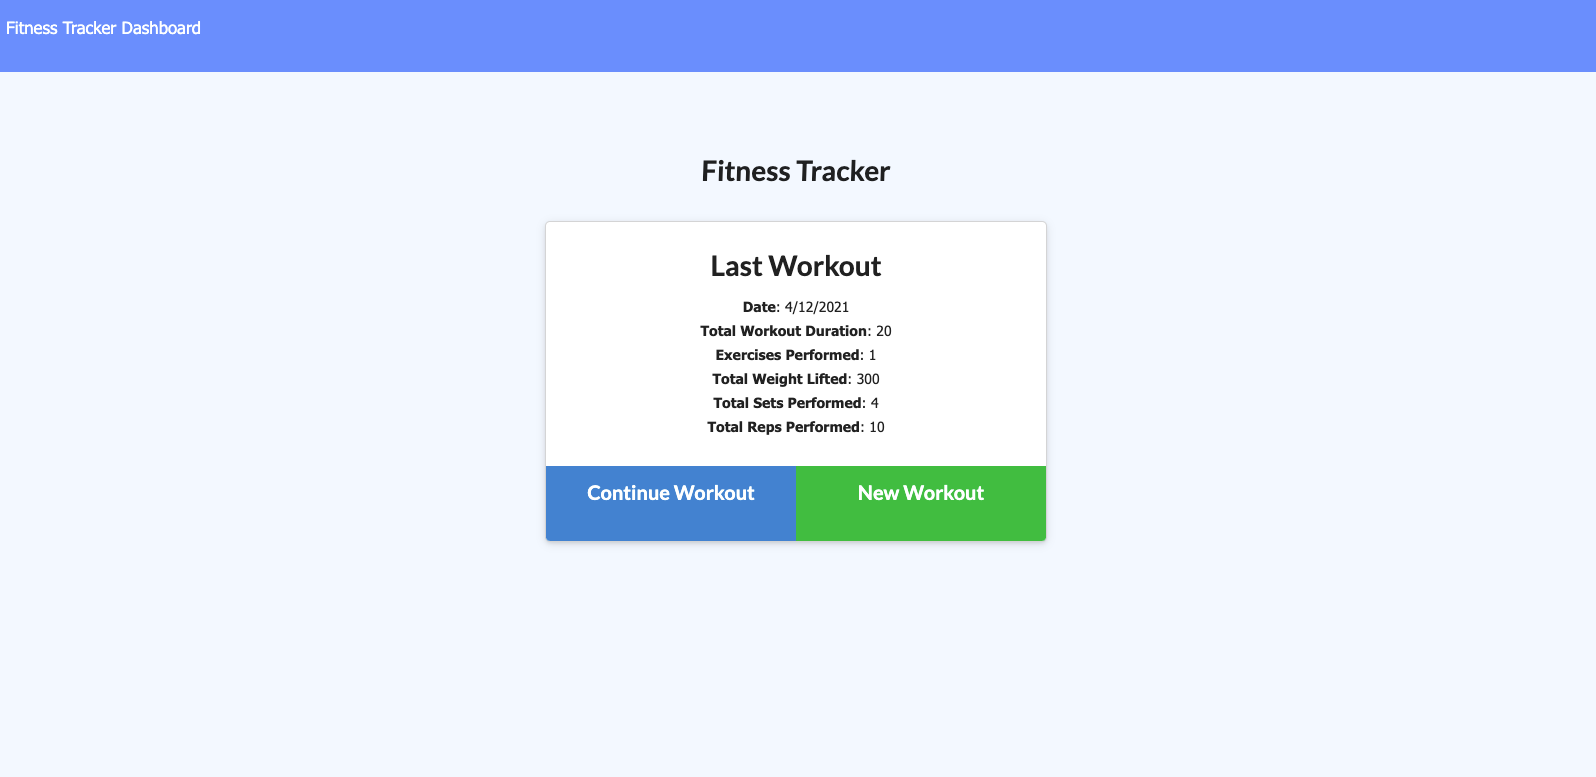 Fitness Tracker Dashboard
Fitness Tracker
Last Workout
Date: 4/12/2021
Total Workout Duration: 20
Exercises Performed: 1
Total Weight Lifted: 300
Total Sets Performed: 4
Total Reps Performed: 10
Continue Workout
New Workout